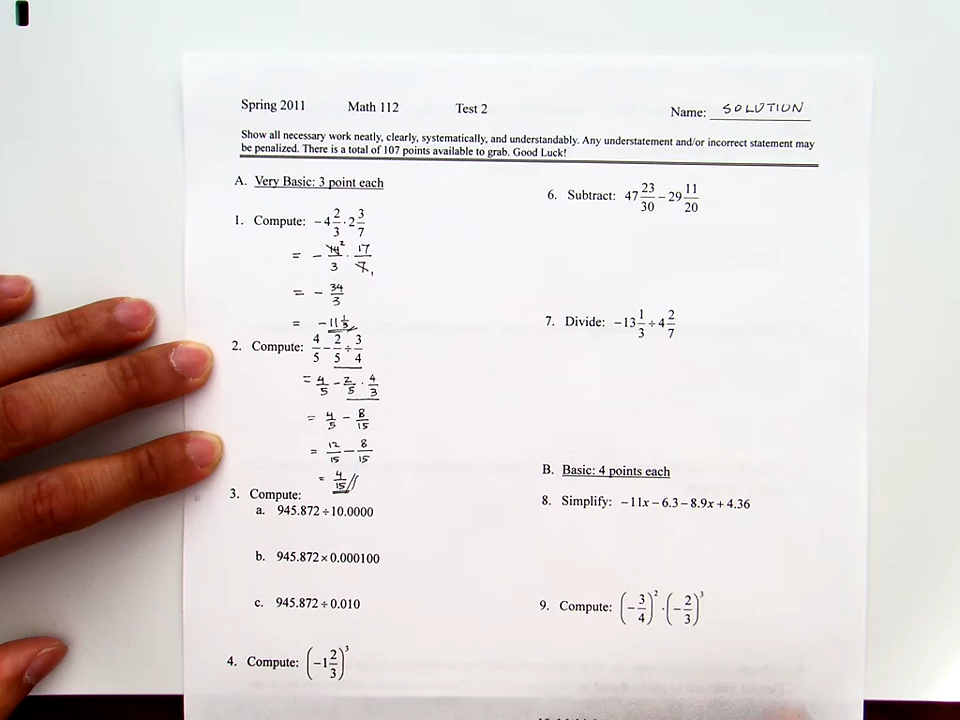 Spring 2011 Math 112 Test 2 Name: SOLUTION
Show all necessary work neatly, clearly, systematically, and understandably. Any understatement and/or incorrect statement may
be penalized. There is a total of 107 points available to grab. Good Luck!
A. Very Basic: 3 point each
1. Compute: −4 2/3 · 2 3/7
= − 14/3 2 · 17/7 1
= − 34/3
= −11 1/3
2. Compute: 4/5 − 2/5 ÷ 3/4
= 4/5 − 2/5 · 4/3
= 4/5 − 8/15
= 12/15 − 8/15
= 4/15
3. Compute:
a. 945.872 ÷ 10.0000
b. 945.872 × 0.000100
c. 945.872 ÷ 0.010
4. Compute: (−1 2/3)^3
6. Subtract: 47 23/30 − 29 11/20
7. Divide: −13 1/3 ÷ 4 2/7
B. Basic: 4 points each
8. Simplify: −11x − 6.3 − 8.9x + 4.36
9. Compute: (−3/4)^2 · (−2/3)^3